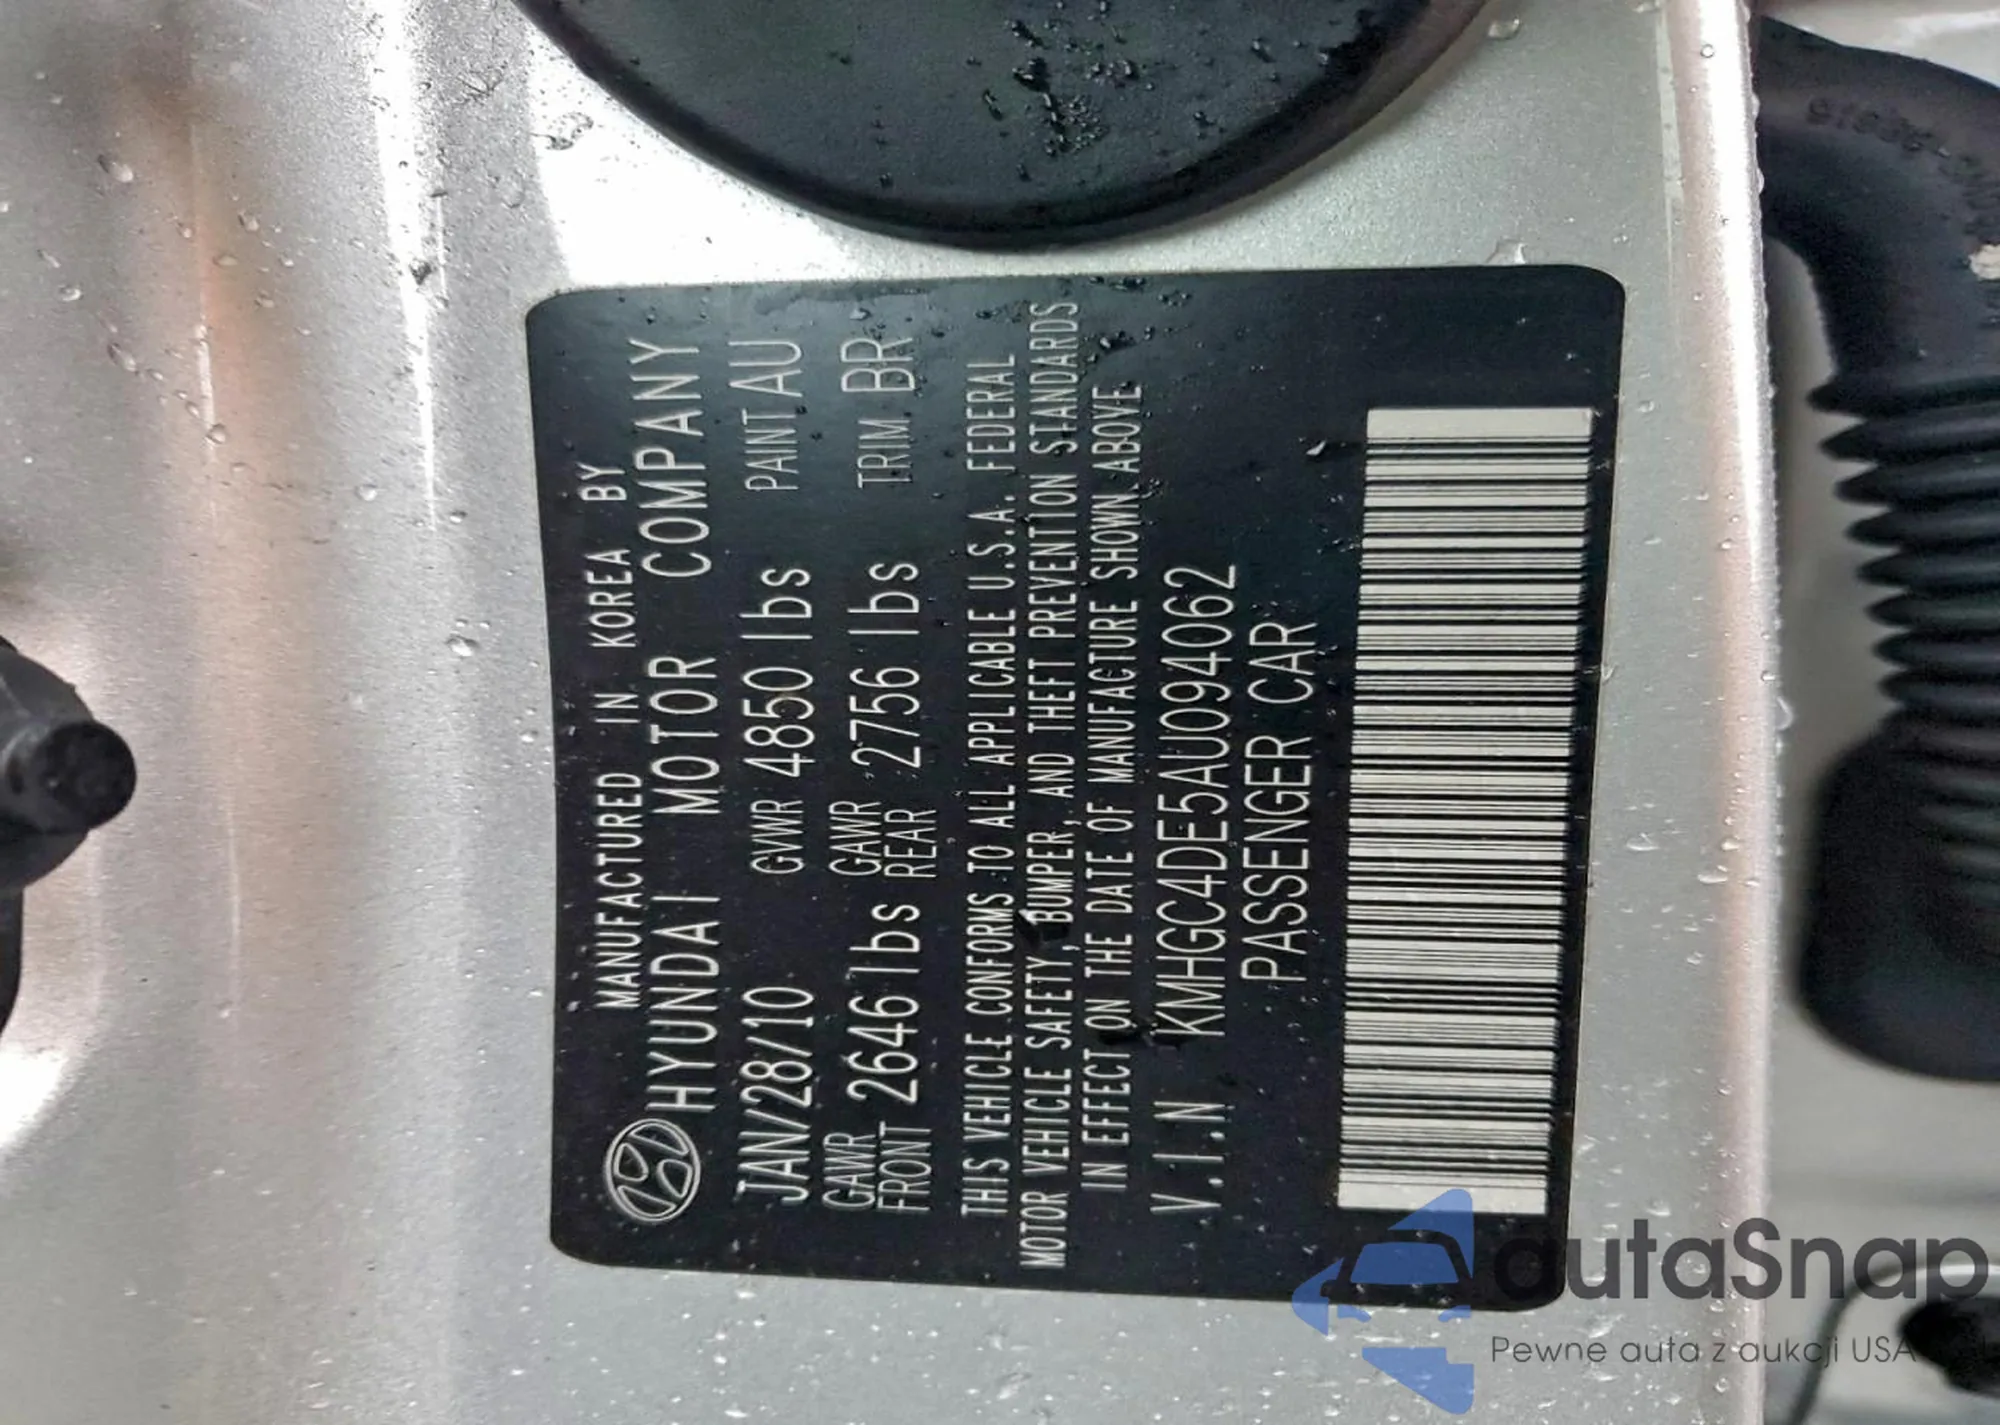 MANUFACTURED IN KOREA BY
HYUNDAI MOTOR COMPANY
JAN/28/10 GVWR 4850 lbs PAINT AU
GAWR FRONT 2646 lbs GAWR REAR 2756 lbs TRIM BR
THIS VEHICLE CONFORMS TO ALL APPLICABLE U.S.A. FEDERAL
MOTOR VEHICLE SAFETY, BUMPER, AND THEFT PREVENTION STANDARDS
IN EFFECT ON THE DATE OF MANUFACTURE SHOWN ABOVE.
V.I.N KMHGC4DE5AU094062
PASSENGER CAR
autaSnap
Pewne auta z aukcji USA